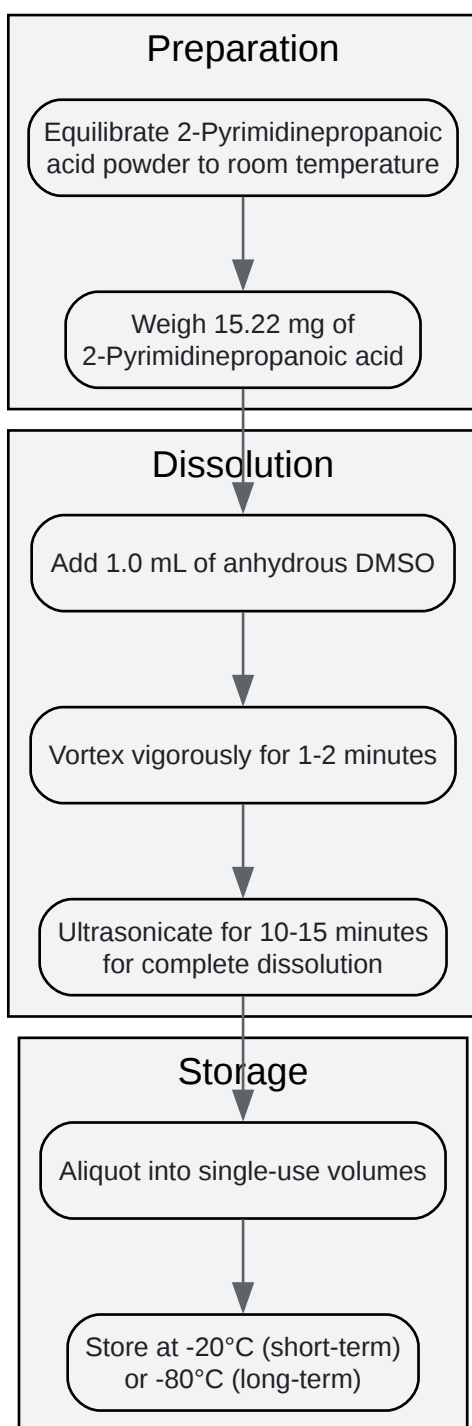 Preparation
Equilibrate 2-Pyrimidinepropanoic
acid powder to room temperature
Weigh 15.22 mg of
2-Pyrimidinepropanoic acid
Dissolution
Add 1.0 mL of anhydrous DMSO
Vortex vigorously for 1-2 minutes
Ultrasonicate for 10-15 minutes
for complete dissolution
Storage
Aliquot into single-use volumes
Store at -20°C (short-term)
or -80°C (long-term)